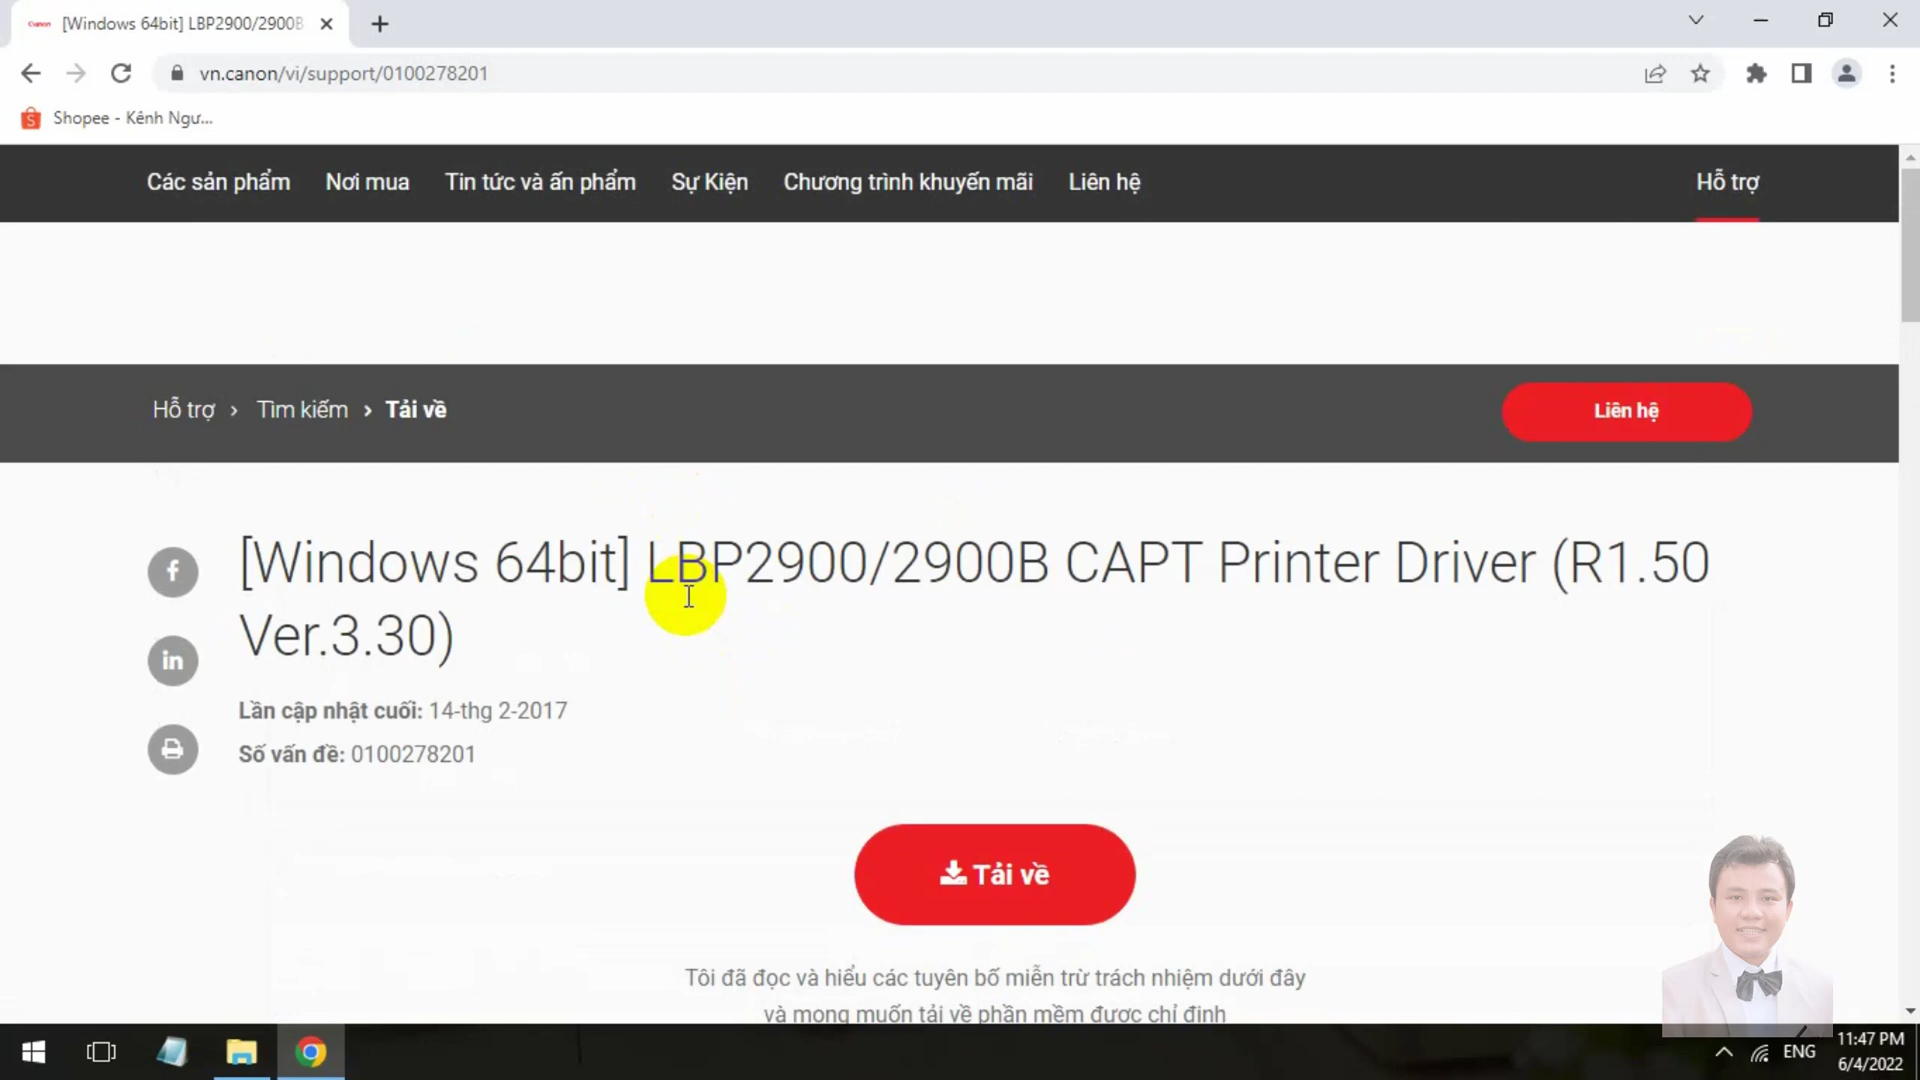 Canon [Windows 64bit] LBP2900/2900B
vn.canon/vi/support/0100278201
Shopee - Kênh Ngư...
Các sản phẩm Nơi mua Tin tức và ấn phẩm Sự Kiện Chương trình khuyến mãi Liên hệ Hỗ trợ
Hỗ trợ › Tìm kiếm › Tải về Liên hệ
[Windows 64bit] LBP2900/2900B CAPT Printer Driver (R1.50
Ver.3.30)
Lần cập nhật cuối: 14-thg 2-2017
Số vấn đề: 0100278201
Tải về
Tôi đã đọc và hiểu các tuyên bố miễn trừ trách nhiệm dưới đây
và mong muốn tải về phần mềm được chỉ định
ENG
11:47 PM
6/4/2022